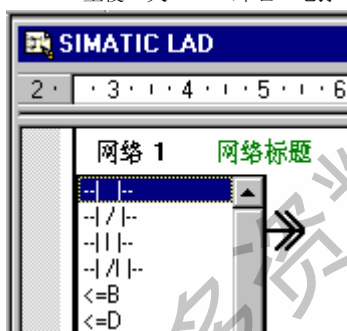 SIMATIC LAD
2 · · 3 · ı · 4 · ı · 5 · ı · 6
网络 1 网络标题
--| |--
--| / |--
--| I |--
--| /I |--
<=B
<=D